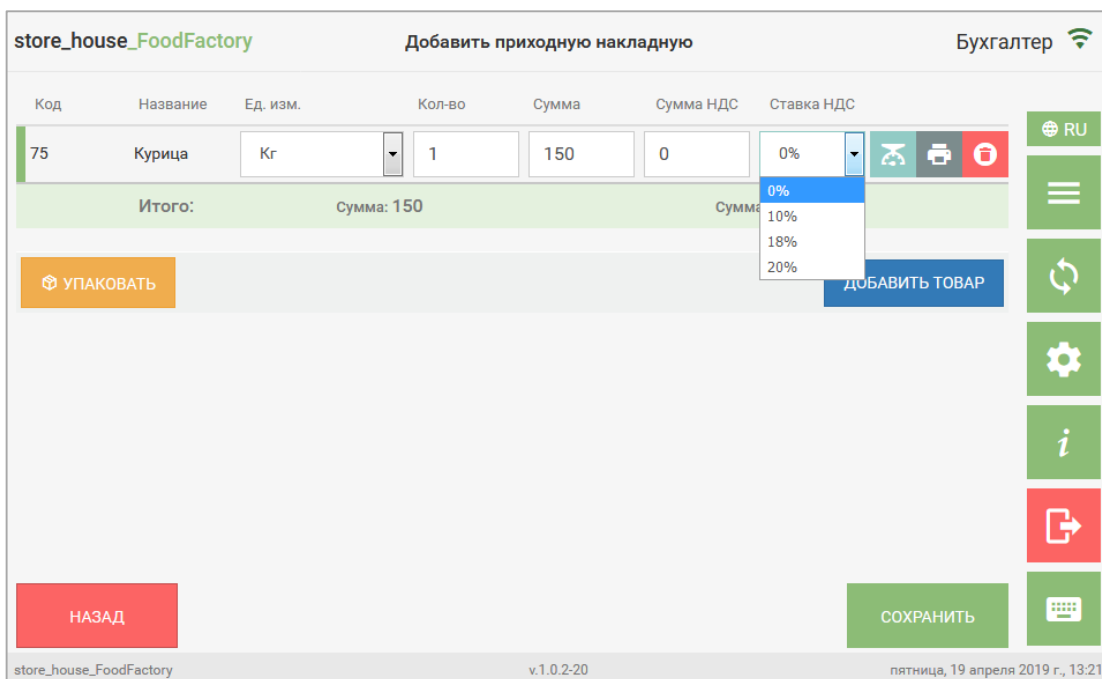 store_house_FoodFactory Добавить приходную накладную Бухгалтер
Код Название Ед. изм. Кол-во Сумма Сумма НДС Ставка НДС
RU
75 Курица Кг 1 150 0 0%
0%
Итого: Сумма: 150 Сумма
10%
18%
20%
УПАКОВАТЬ ДОБАВИТЬ ТОВАР
i
НАЗАД СОХРАНИТЬ
store_house_FoodFactory v.1.0.2-20 пятница, 19 апреля 2019 г., 13:21